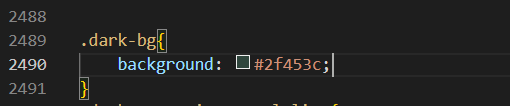 2488
2489 .dark-bg{
2490 background: #2f453c;
2491 }